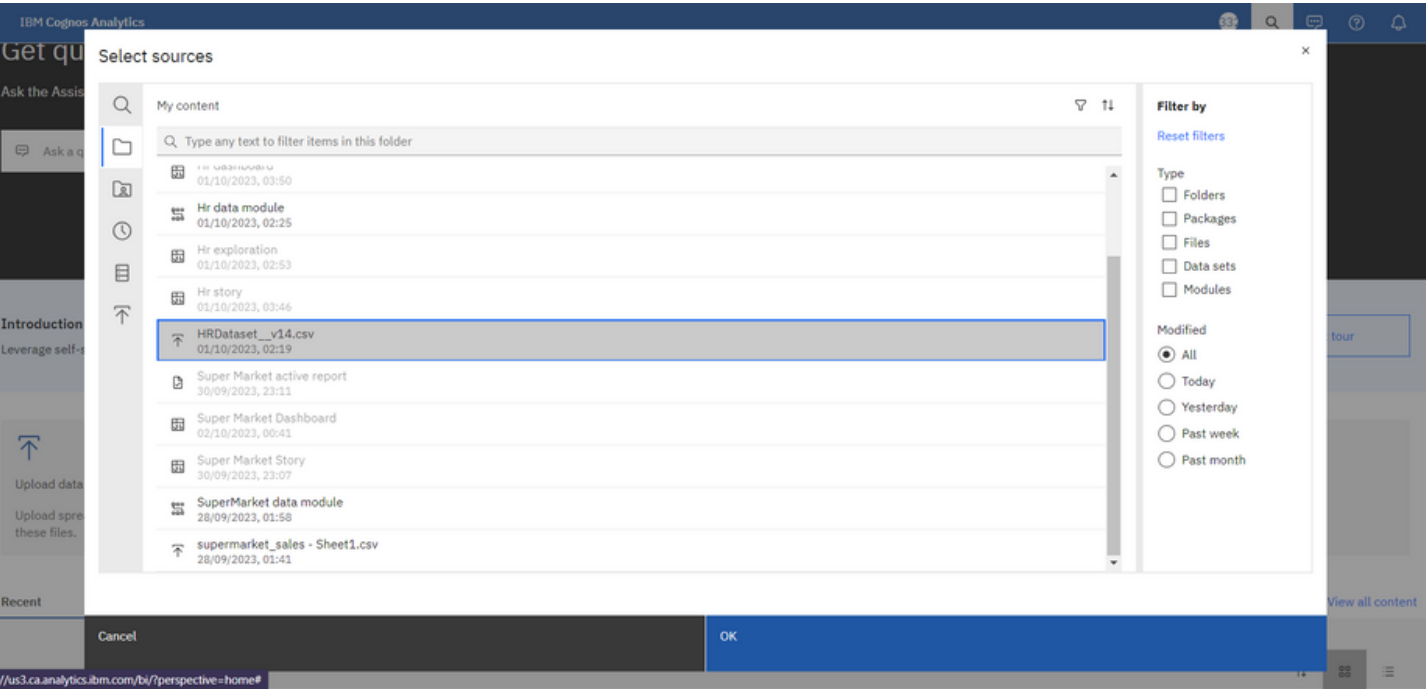 IBM Cognos Analytics
Get qu
Ask the Assis
Ask a q
Introduction
Leverage self-s
tour
Upload data
Upload spre
these files.
Recent
View all content
Select sources
My content
Type any text to filter items in this folder
Hr dashboard
01/10/2023, 03:50
Hr data module
01/10/2023, 02:25
Hr exploration
01/10/2023, 02:53
Hr story
01/10/2023, 03:46
HRDataset__v14.csv
01/10/2023, 02:19
Super Market active report
30/09/2023, 23:11
Super Market Dashboard
02/10/2023, 00:41
Super Market Story
30/09/2023, 23:07
SuperMarket data module
28/09/2023, 01:58
supermarket_sales - Sheet1.csv
28/09/2023, 01:41
Filter by
Reset filters
Type
Folders
Packages
Files
Data sets
Modules
Modified
All
Today
Yesterday
Past week
Past month
Cancel
OK
//us3.ca.analytics.ibm.com/bi/?perspective=home#